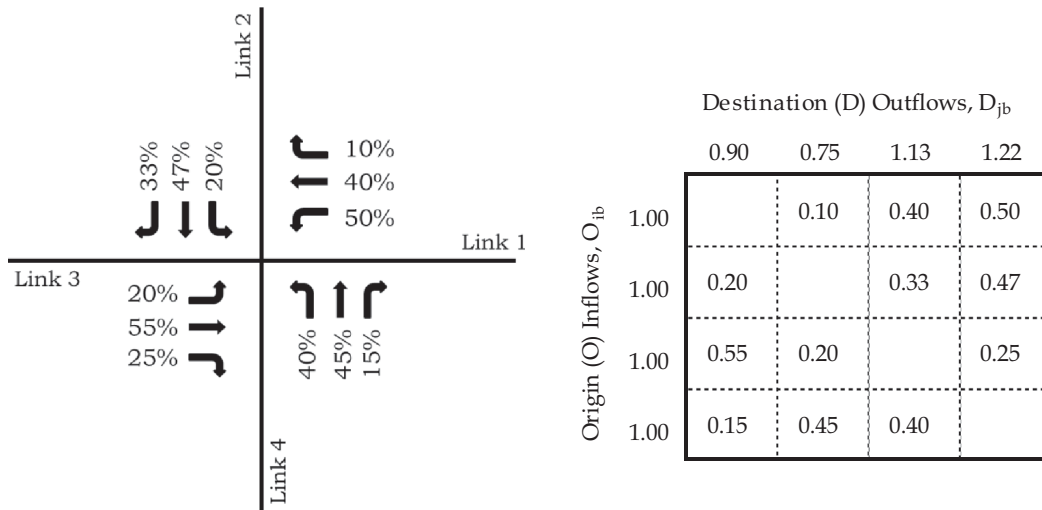 Link 2
33%
47%
20%
10%
40%
50%
Link 1
Link 3
20%
55%
25%
40%
45%
15%
Link 4
Destination (D) Outflows, D_jb
0.90 0.75 1.13 1.22
Origin (O) Inflows, O_ib
1.00 0.10 0.40 0.50
1.00 0.20 0.33 0.47
1.00 0.55 0.20 0.25
1.00 0.15 0.45 0.40